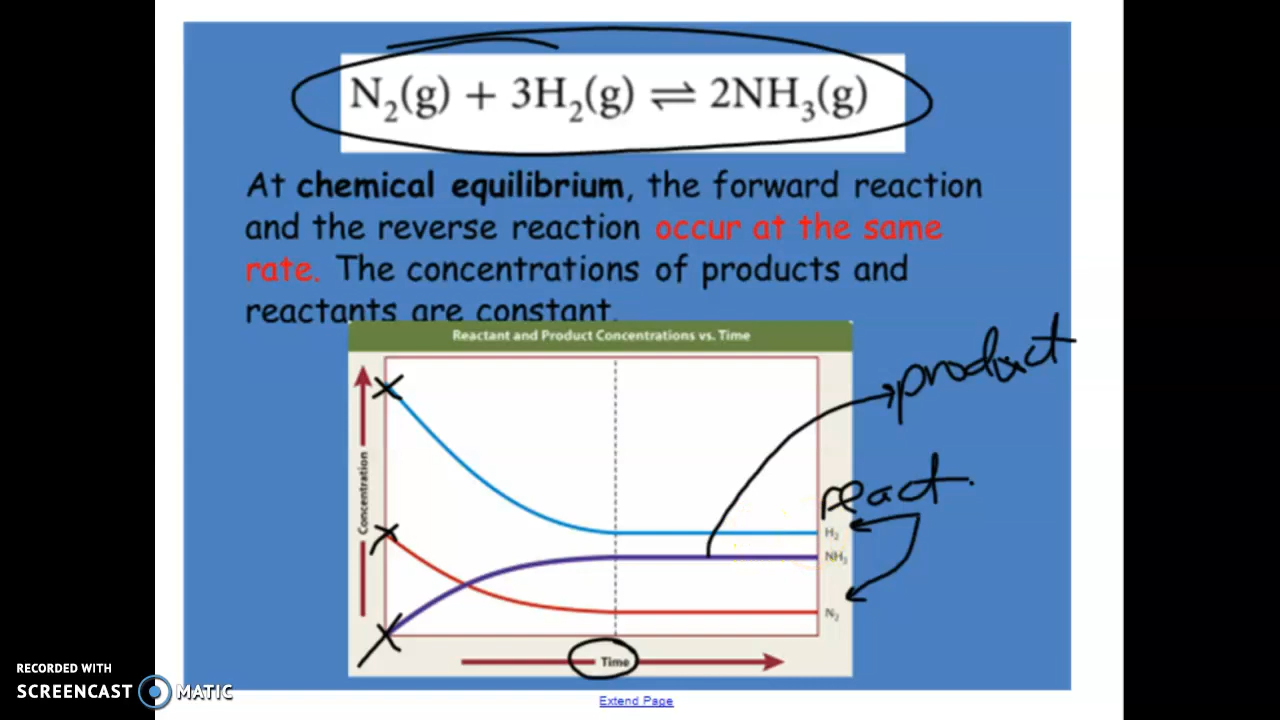 N₂(g) + 3H₂(g) ⇌ 2NH₃(g)
At chemical equilibrium, the forward reaction
and the reverse reaction occur at the same
rate. The concentrations of products and
reactants are constant.
Reactant and Product Concentrations vs. Time
product
Concentration
react.
H₂
NH₃
N₂
Time
RECORDED WITH
SCREENCAST MATIC
Extend Page